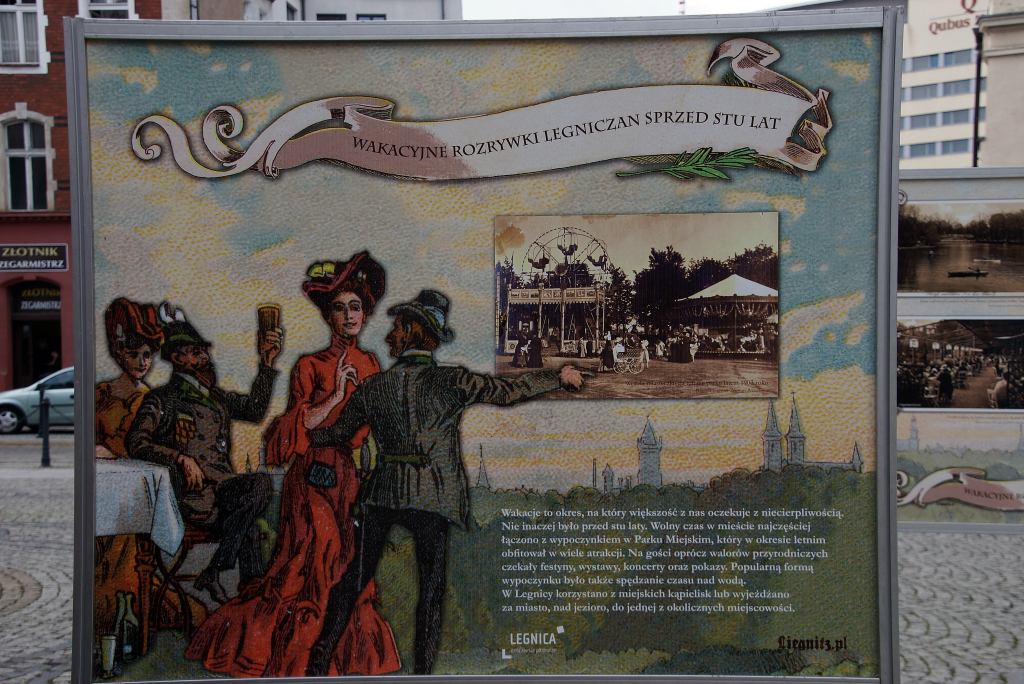 Qubus
ZŁOTNIK
ZEGARMISTRZ
ZŁOTNIK
ZEGARMISTRZ
WAKACYJNE ROZRYWKI LEGNICZAN SPRZED STU LAT
Wakacje to okres, na który większość z nas oczekuje z niecierpliwością.
Nie inaczej było przed stu laty. Wolny czas w mieście najczęściej
łączono z wypoczynkiem w Parku Miejskim, który w okresie letnim
obfitował w wiele atrakcji. Na gości oprócz walorów przyrodniczych
czekały festyny, wystawy, koncerty oraz pokazy. Popularną formą
wypoczynku było także spędzanie czasu nad wodą.
W Legnicy korzystano z miejskich kąpielisk lub wyjeżdżano
za miasto, nad jezioro, do jednej z okolicznych miejscowości.
LEGNICA
Liegnitz.pl
WAKACYJNE